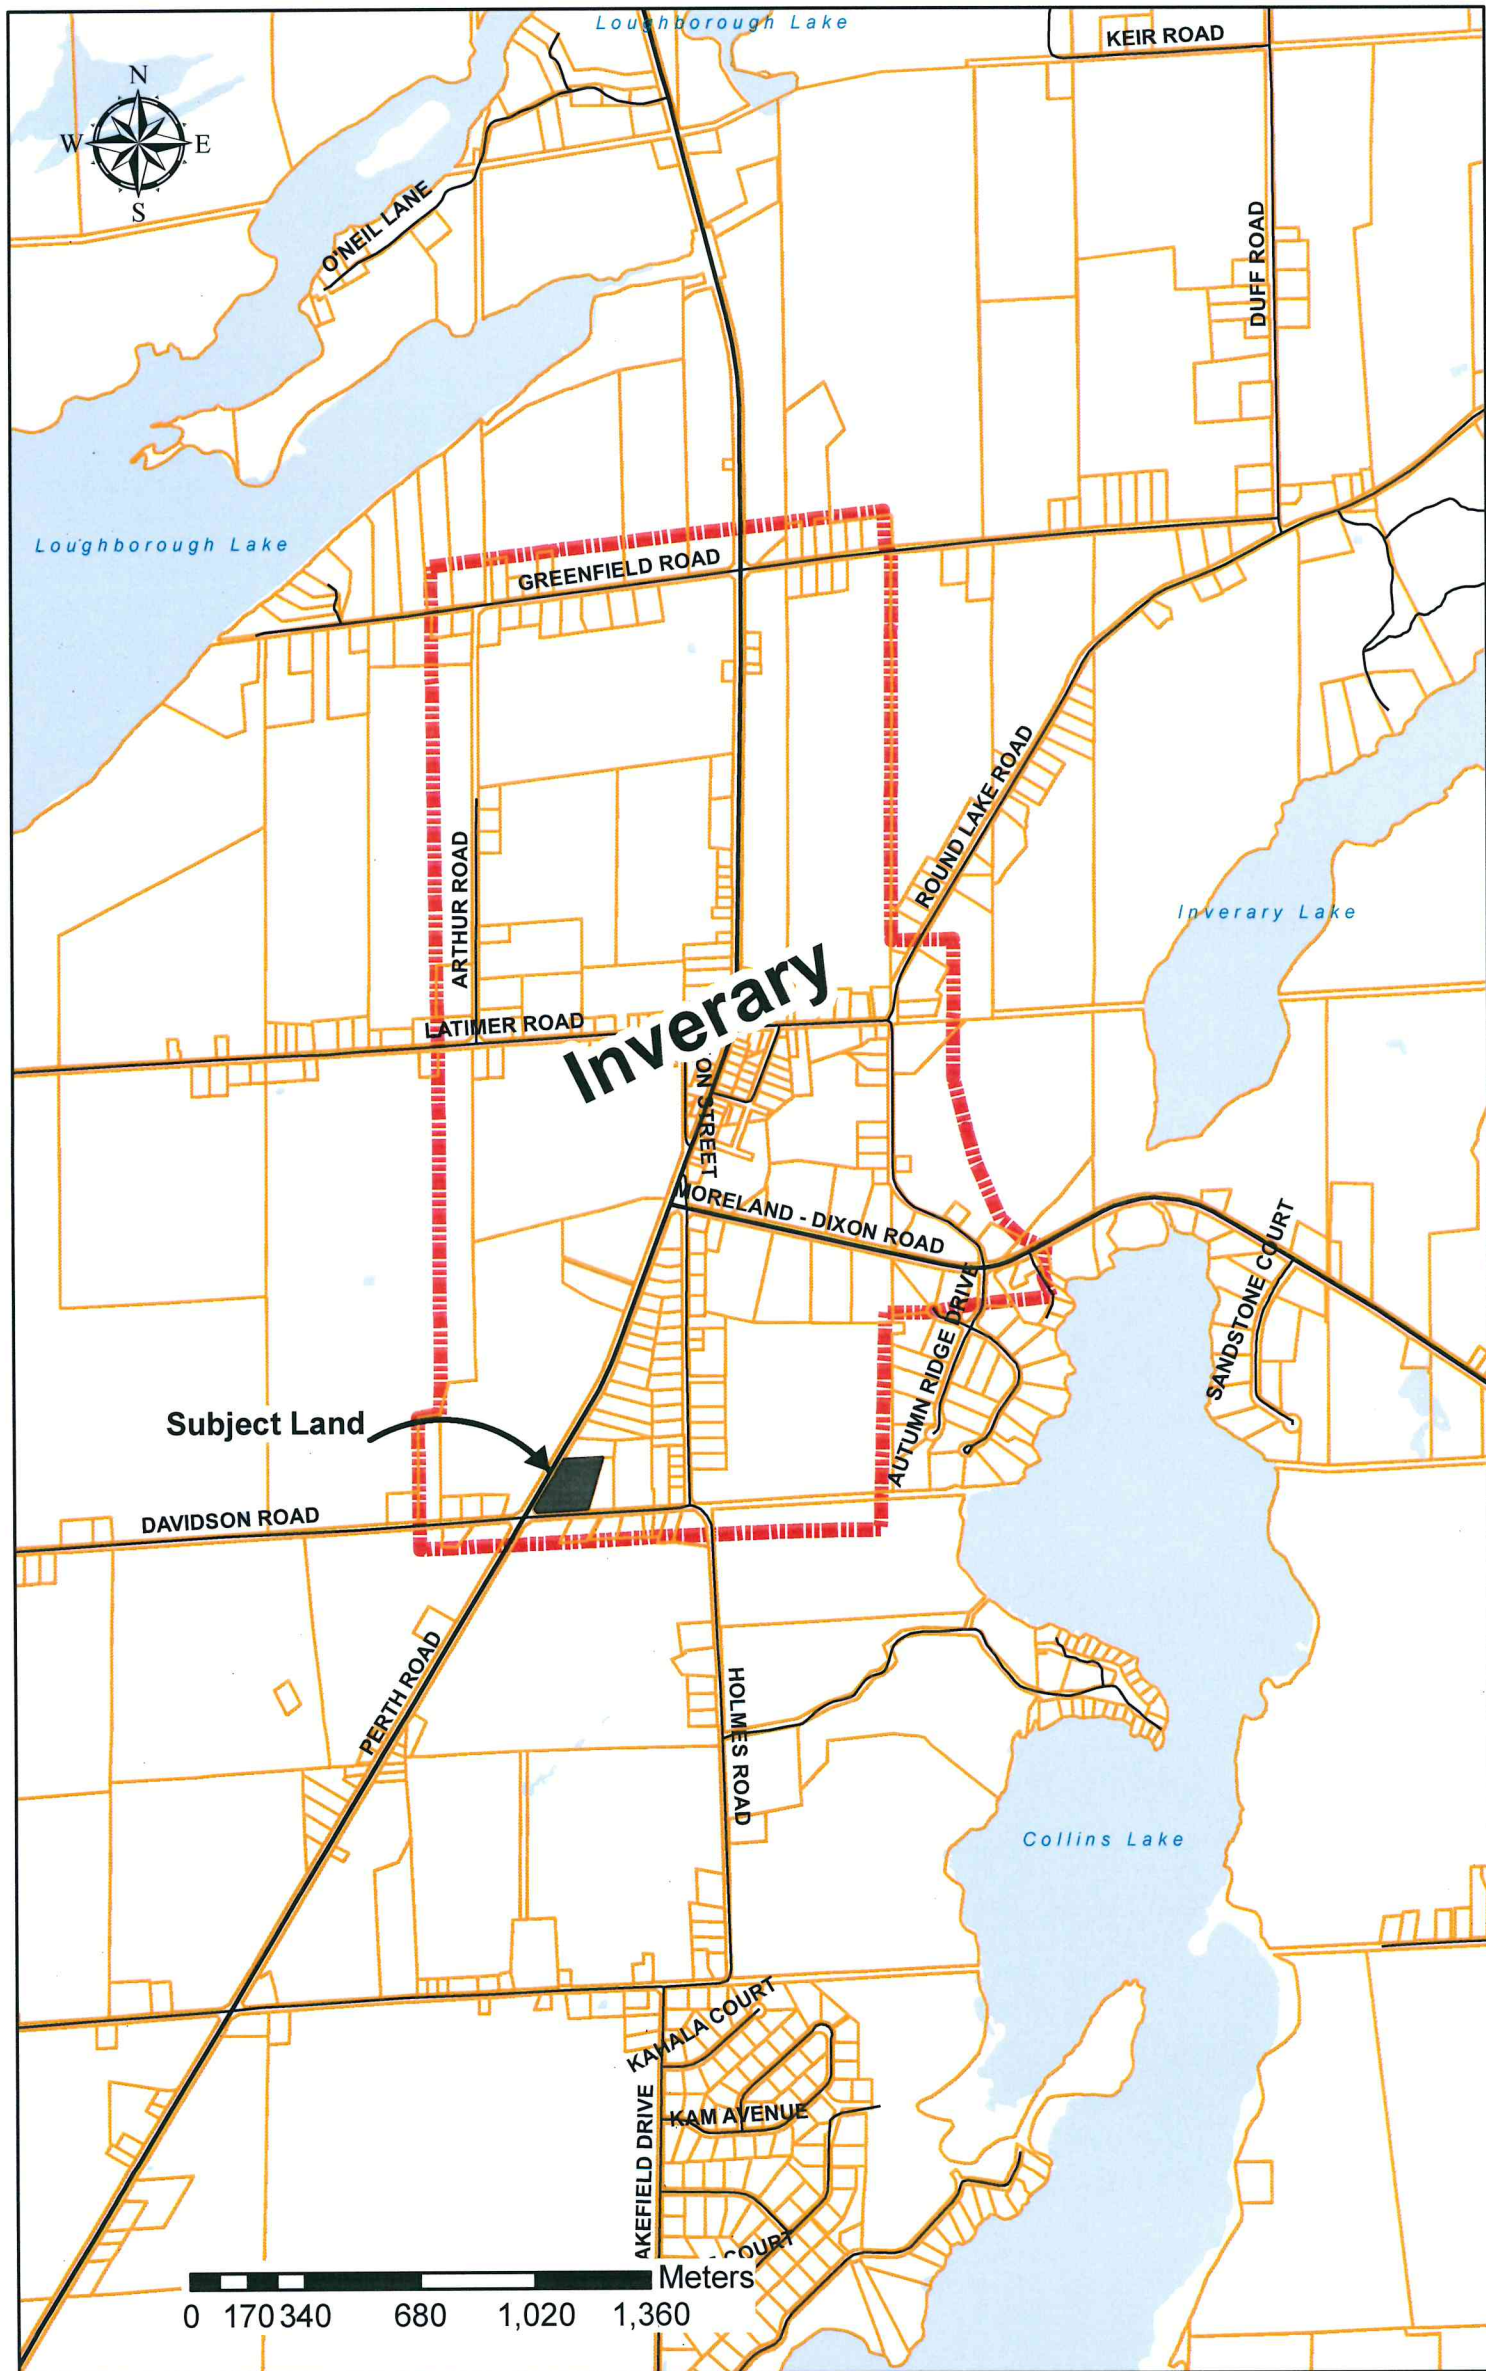 Loughborough Lake
KEIR ROAD
N
W
E
S
O'NEIL LANE
DUFF ROAD
Loughborough Lake
GREENFIELD ROAD
ROUND LAKE ROAD
ARTHUR ROAD
Inverary Lake
Inverary
LATIMER ROAD
ON STREET
MORELAND - DIXON ROAD
SANDSTONE COURT
AUTUMN RIDGE DRIVE
Subject Land
DAVIDSON ROAD
PERTH ROAD
HOLMES ROAD
Collins Lake
KAHALA COURT
KAM AVENUE
AKEFIELD DRIVE
COURT
Meters
0 170 340 680 1,020 1,360